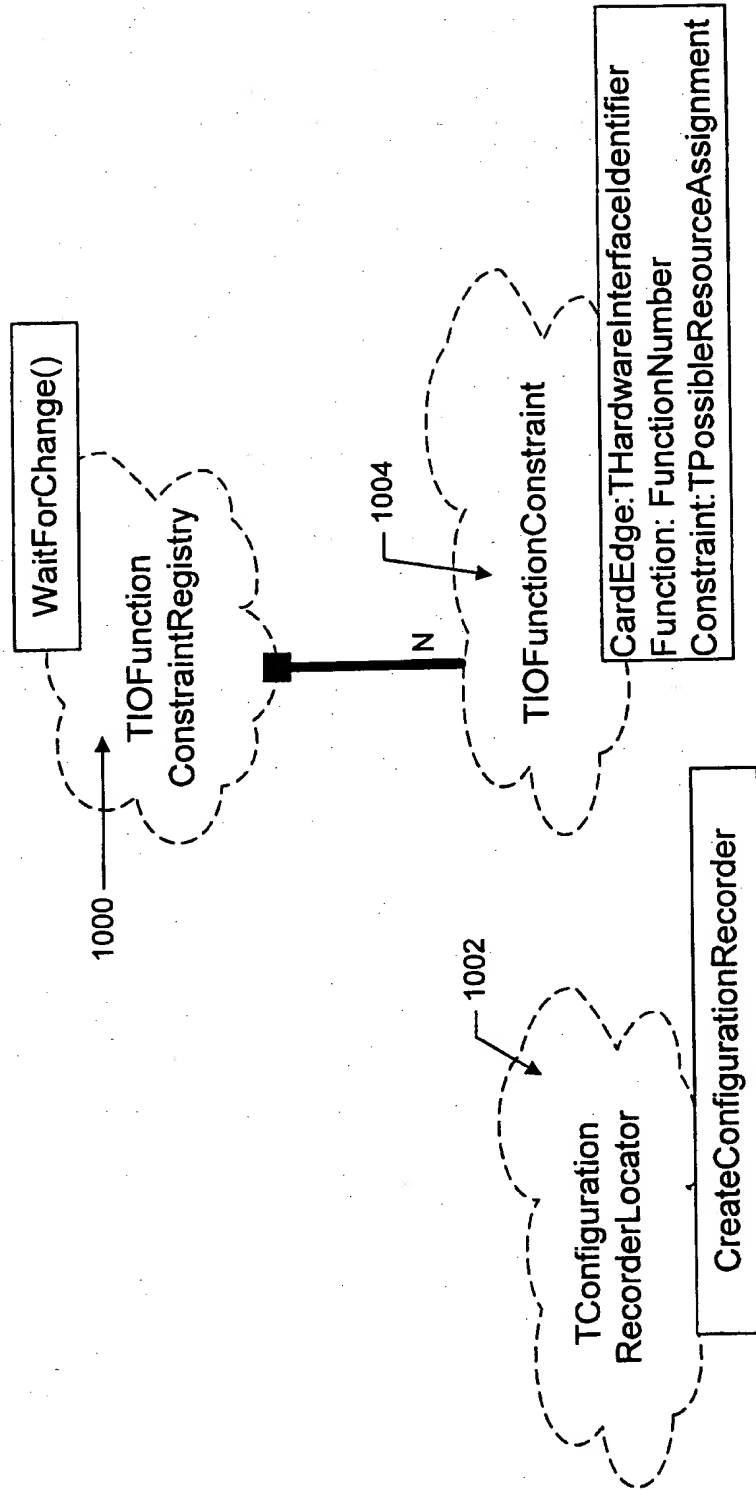 WaitForChange()
TIOFunction
ConstraintRegistry
1000
N
1004
TIOFunctionConstraint
CardEdge:THardwareInterfaceIdentifier
Function: FunctionNumber
Constraint:TPossibleResourceAssignment
1002
TConfiguration
RecorderLocator
CreateConfigurationRecorder